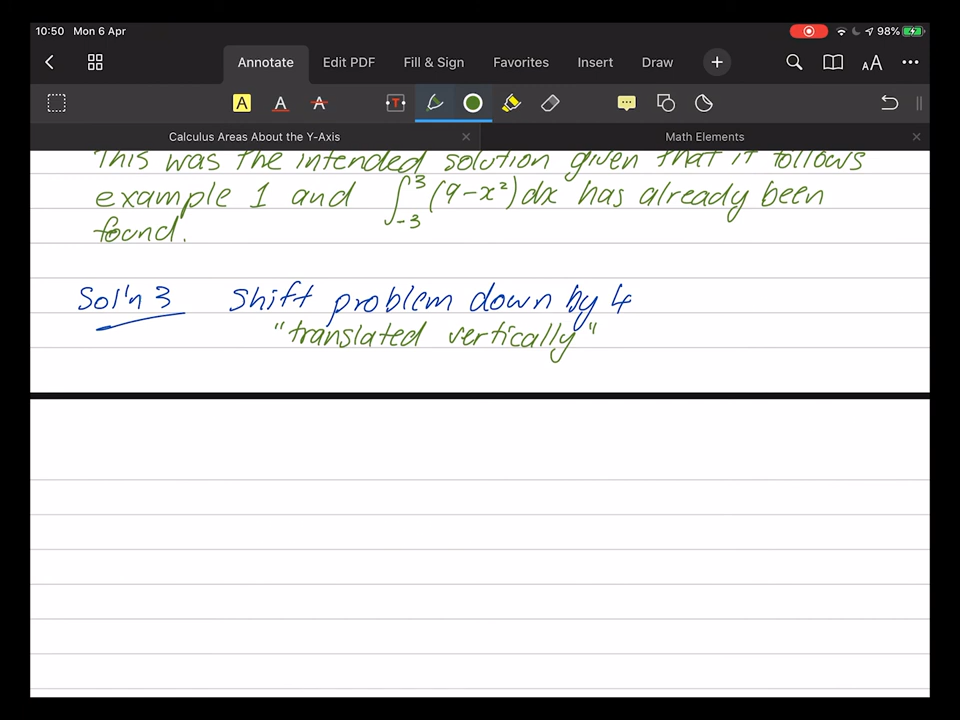 10:50 Mon 6 Apr 98%
Annotate Edit PDF Fill & Sign Favorites Insert Draw + AA
A A A T
Calculus Areas About the Y-Axis × Math Elements ×
This was the intended solution given that it follows
example 1 and ∫₋₃³ (9-x²)dx has already been
found.
Sol'n 3 Shift problem down by 4
"translated vertically"